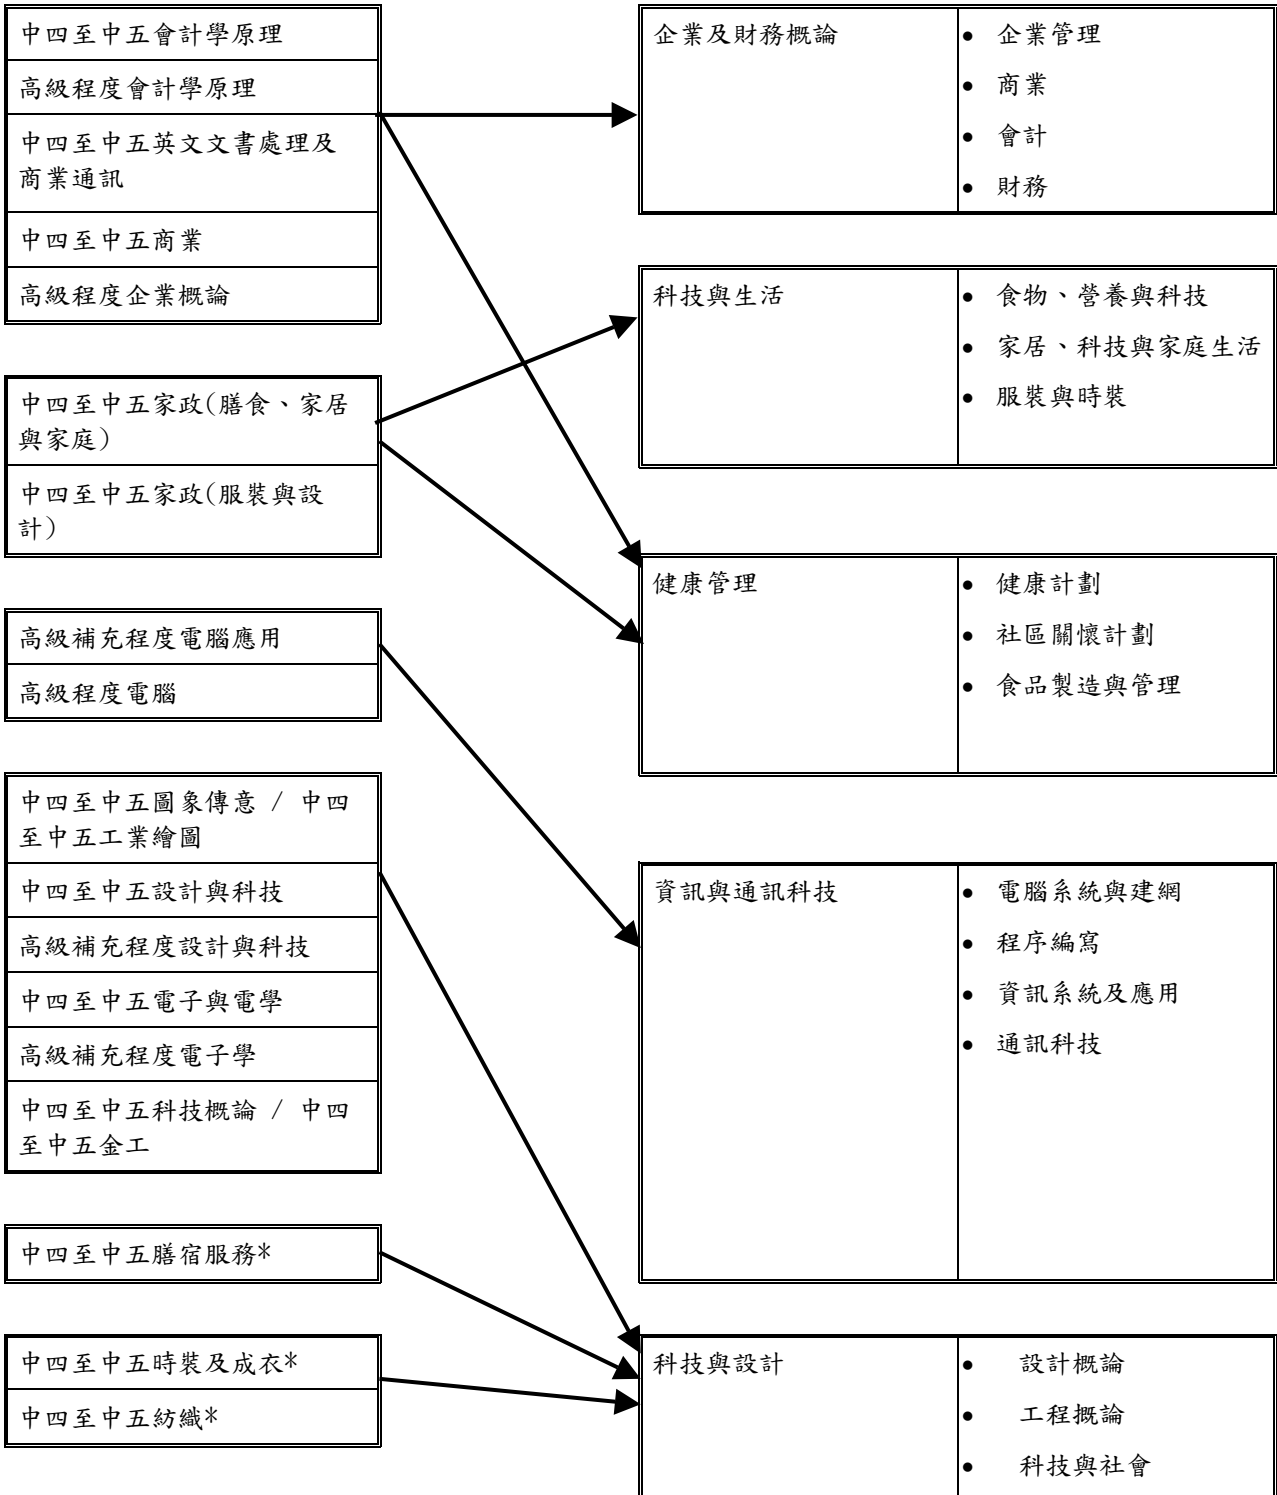 中四至中五會計學原理
高級程度會計學原理
中四至中五英文文書處理及
商業通訊
中四至中五商業
高級程度企業概論
中四至中五家政(膳食、家居
與家庭)
中四至中五家政(服裝與設
計)
高級補充程度電腦應用
高級程度電腦
中四至中五圖象傳意 / 中四
至中五工業繪圖
中四至中五設計與科技
高級補充程度設計與科技
中四至中五電子與電學
高級補充程度電子學
中四至中五科技概論 / 中四
至中五金工
中四至中五膳宿服務*
中四至中五時裝及成衣*
中四至中五紡織*
企業及財務概論
• 企業管理
• 商業
• 會計
• 財務
科技與生活
• 食物、營養與科技
• 家居、科技與家庭生活
• 服裝與時裝
健康管理
• 健康計劃
• 社區關懷計劃
• 食品製造與管理
資訊與通訊科技
• 電腦系統與建網
• 程序編寫
• 資訊系統及應用
• 通訊科技
科技與設計
• 設計概論
• 工程概論
• 科技與社會